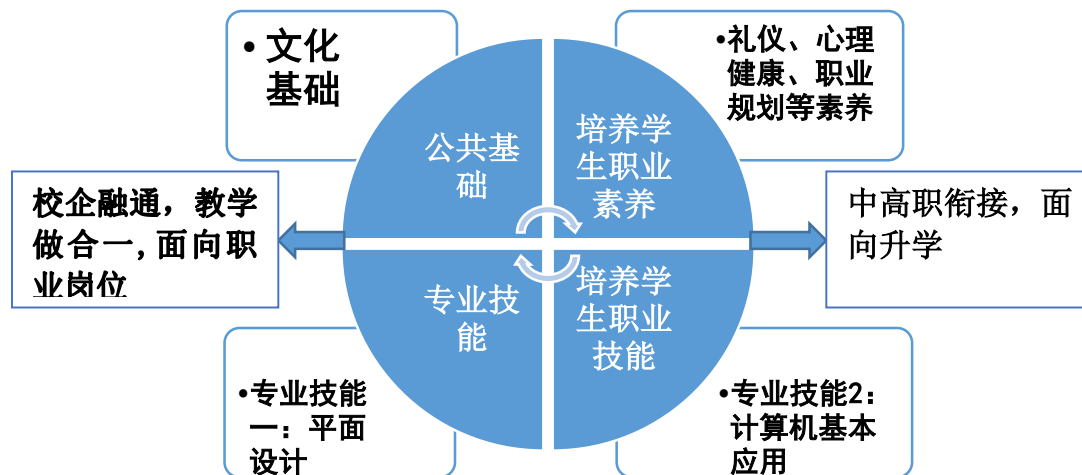 •文化
基础
•礼仪、心理
健康、职业
规划等素养
公共基
础
培养学
生职业
素养
校企融通，教学
做合一,面向职
业岗位
中高职衔接，面
向升学
专业技
能
培养学
生职业
技能
•专业技能
一：平面
设计
•专业技能2：
计算机基本
应用